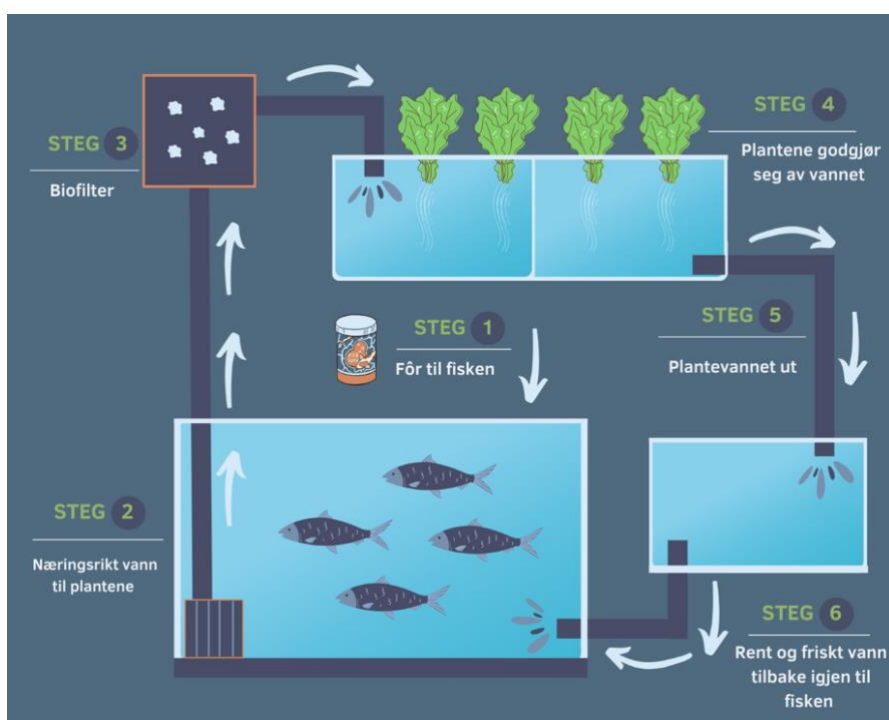 STEG 1
Fôr til fisken
STEG 2
Næringsrikt vann
til plantene
STEG 3
Biofilter
STEG 4
Plantene godgjør
seg av vannet
STEG 5
Plantevannet ut
STEG 6
Rent og friskt vann
tilbake igjen til
fisken